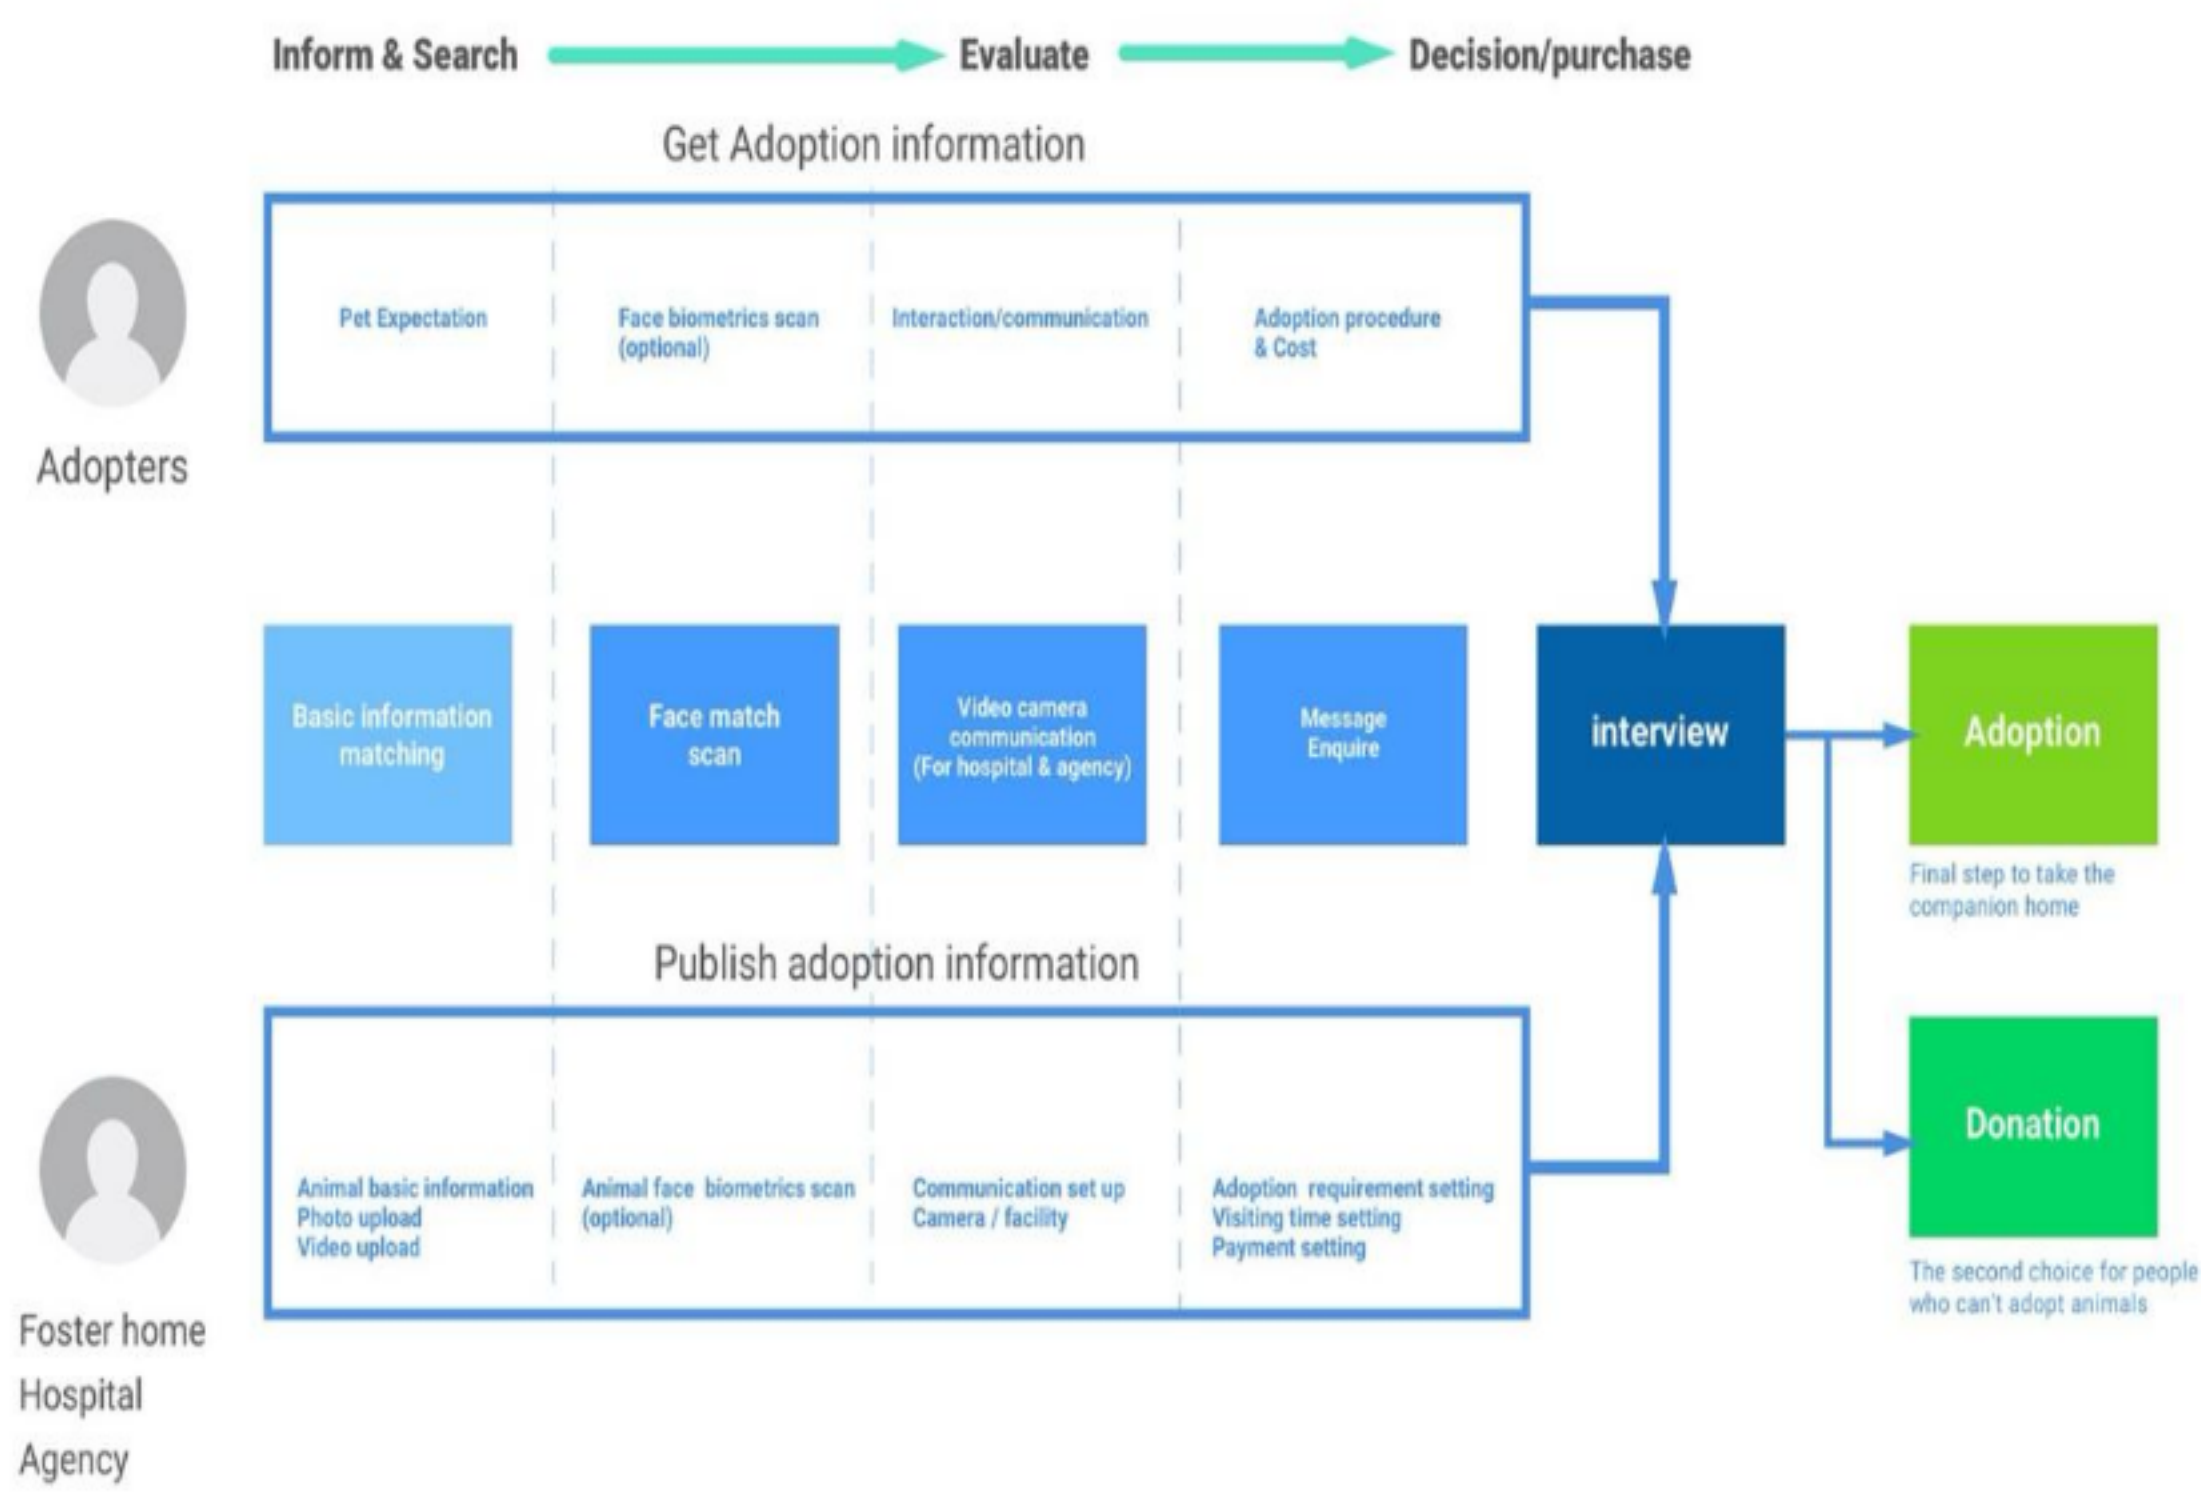 Inform & Search
Evaluate
Decision/purchase
Get Adoption information
Adopters
Pet Expectation
Face biometrics scan
(optional)
Interaction/communication
Adoption procedure
& Cost
Basic information
matching
Face match
scan
Video camera
communication
(For hospital & agency)
Message
Enquire
interview
Adoption
Final step to take the
companion home
Publish adoption information
Foster home
Hospital
Agency
Animal basic information
Photo upload
Video upload
Animal face biometrics scan
(optional)
Communication set up
Camera / facility
Adoption requirement setting
Visiting time setting
Payment setting
Donation
The second choice for people
who can't adopt animals